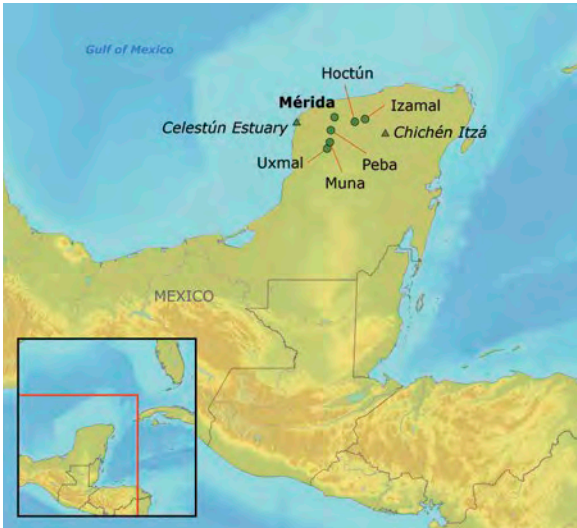 Gulf of Mexico
Hoctún
Mérida
Izamal
Celestún Estuary
Chichén Itzá
Uxmal
Peba
Muna
MEXICO